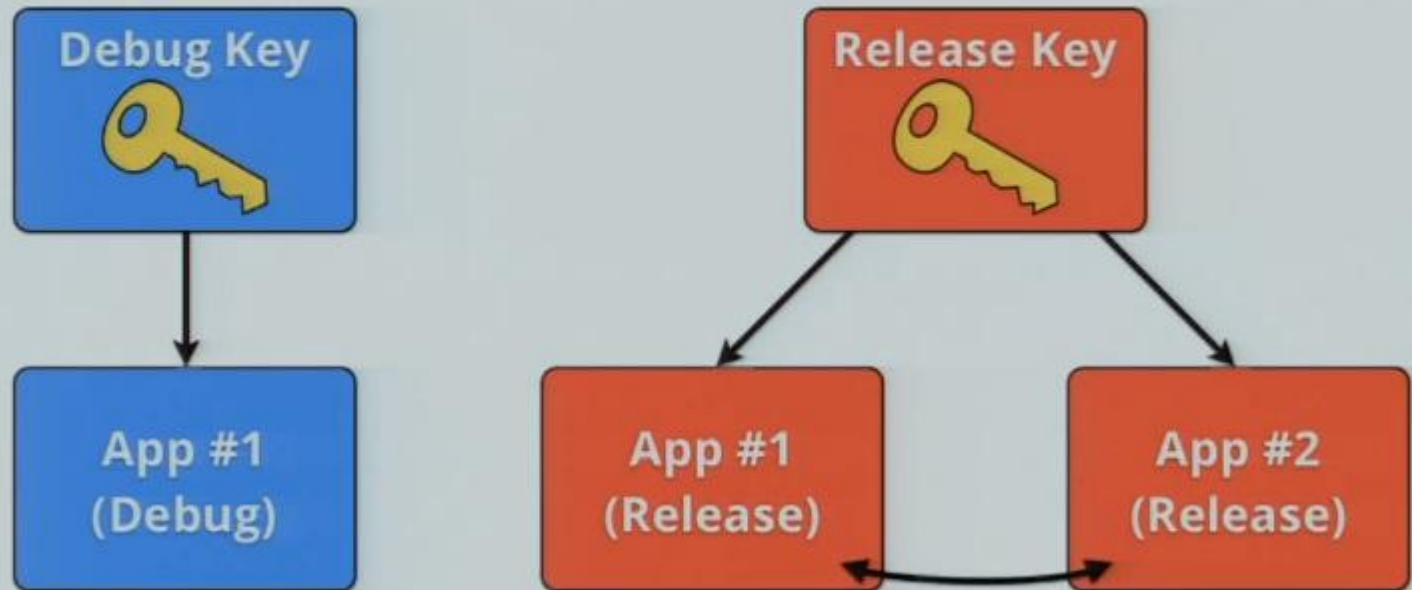 Debug Key
Release Key
App #1
(Debug)
App #1
(Release)
App #2
(Release)